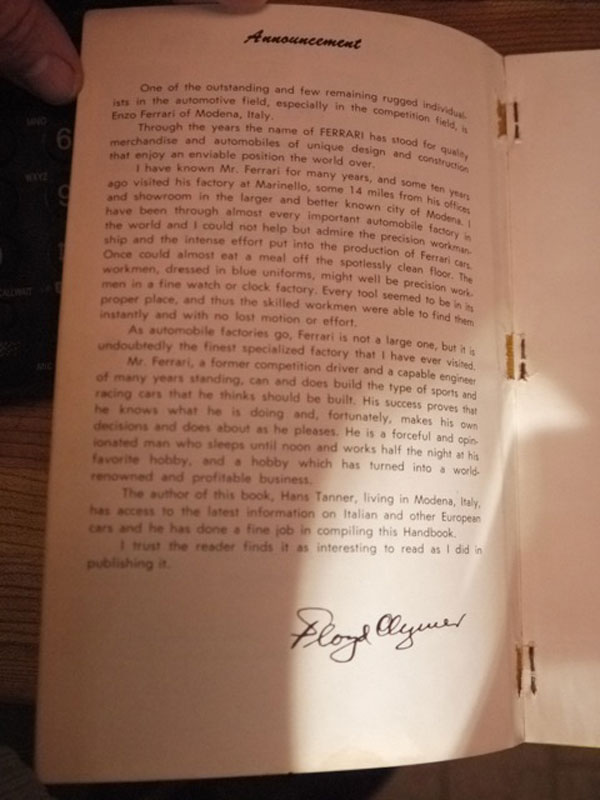 Announcement
One of the outstanding and few remaining rugged individual-
ists in the automotive field, especially in the competition field, is
Enzo Ferrari of Modena, Italy.
Through the years the name of FERRARI has stood for quality
merchandise and automobiles of unique design and construction
that enjoy an enviable position the world over.
I have known Mr. Ferrari for many years, and some ten years
ago visited his factory at Marinello, some 14 miles from his offices
and showroom in the larger and better known city of Modena. I
have been through almost every important automobile factory in
the world and I could not help but admire the precision workman-
ship and the intense effort put into the production of Ferrari cars.
Once could almost eat a meal off the spotlessly clean floor. The
workmen, dressed in blue uniforms, might well be precision work-
men in a fine watch or clock factory. Every tool seemed to be in its
proper place, and thus the skilled workmen were able to find them
instantly and with no lost motion or effort.
As automobile factories go, Ferrari is not a large one, but it is
undoubtedly the finest specialized factory that I have ever visited.
Mr. Ferrari, a former competition driver and a capable engineer
of many years standing, can and does build the type of sports and
racing cars that he thinks should be built. His success proves that
he knows what he is doing and, fortunately, makes his own
decisions and does about as he pleases. He is a forceful and opin-
ionated man who sleeps until noon and works half the night at his
favorite hobby, and a hobby which has turned into a world-
renowned and profitable business.
The author of this book, Hans Tanner, living in Modena, Italy,
has access to the latest information on Italian and other European
cars and he has done a fine job in compiling this Handbook.
I trust the reader finds it as interesting to read as I did in
publishing it.
Floyd Clymer
MNO
6
WXYZ
9